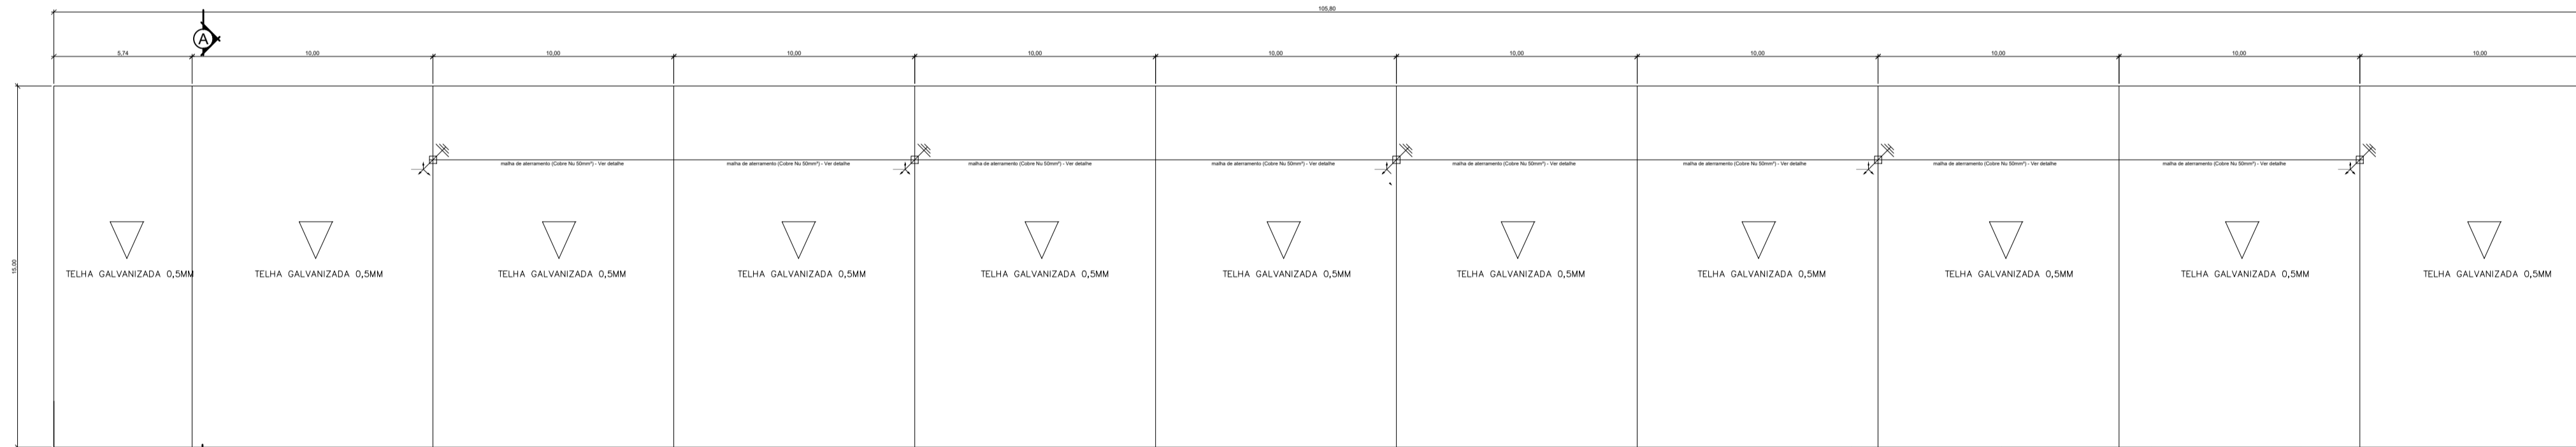 105,80
A
5,74
10,00
10,00
10,00
10,00
10,00
10,00
10,00
10,00
10,00
10,00
malha de aterramento (Cobre Nu 50mm²) - Ver detalhe
malha de aterramento (Cobre Nu 50mm²) - Ver detalhe
malha de aterramento (Cobre Nu 50mm²) - Ver detalhe
malha de aterramento (Cobre Nu 50mm²) - Ver detalhe
malha de aterramento (Cobre Nu 50mm²) - Ver detalhe
malha de aterramento (Cobre Nu 50mm²) - Ver detalhe
malha de aterramento (Cobre Nu 50mm²) - Ver detalhe
malha de aterramento (Cobre Nu 50mm²) - Ver detalhe
15,00
TELHA GALVANIZADA 0,5MM
TELHA GALVANIZADA 0,5MM
TELHA GALVANIZADA 0,5MM
TELHA GALVANIZADA 0,5MM
TELHA GALVANIZADA 0,5MM
TELHA GALVANIZADA 0,5MM
TELHA GALVANIZADA 0,5MM
TELHA GALVANIZADA 0,5MM
TELHA GALVANIZADA 0,5MM
TELHA GALVANIZADA 0,5MM
TELHA GALVANIZADA 0,5MM